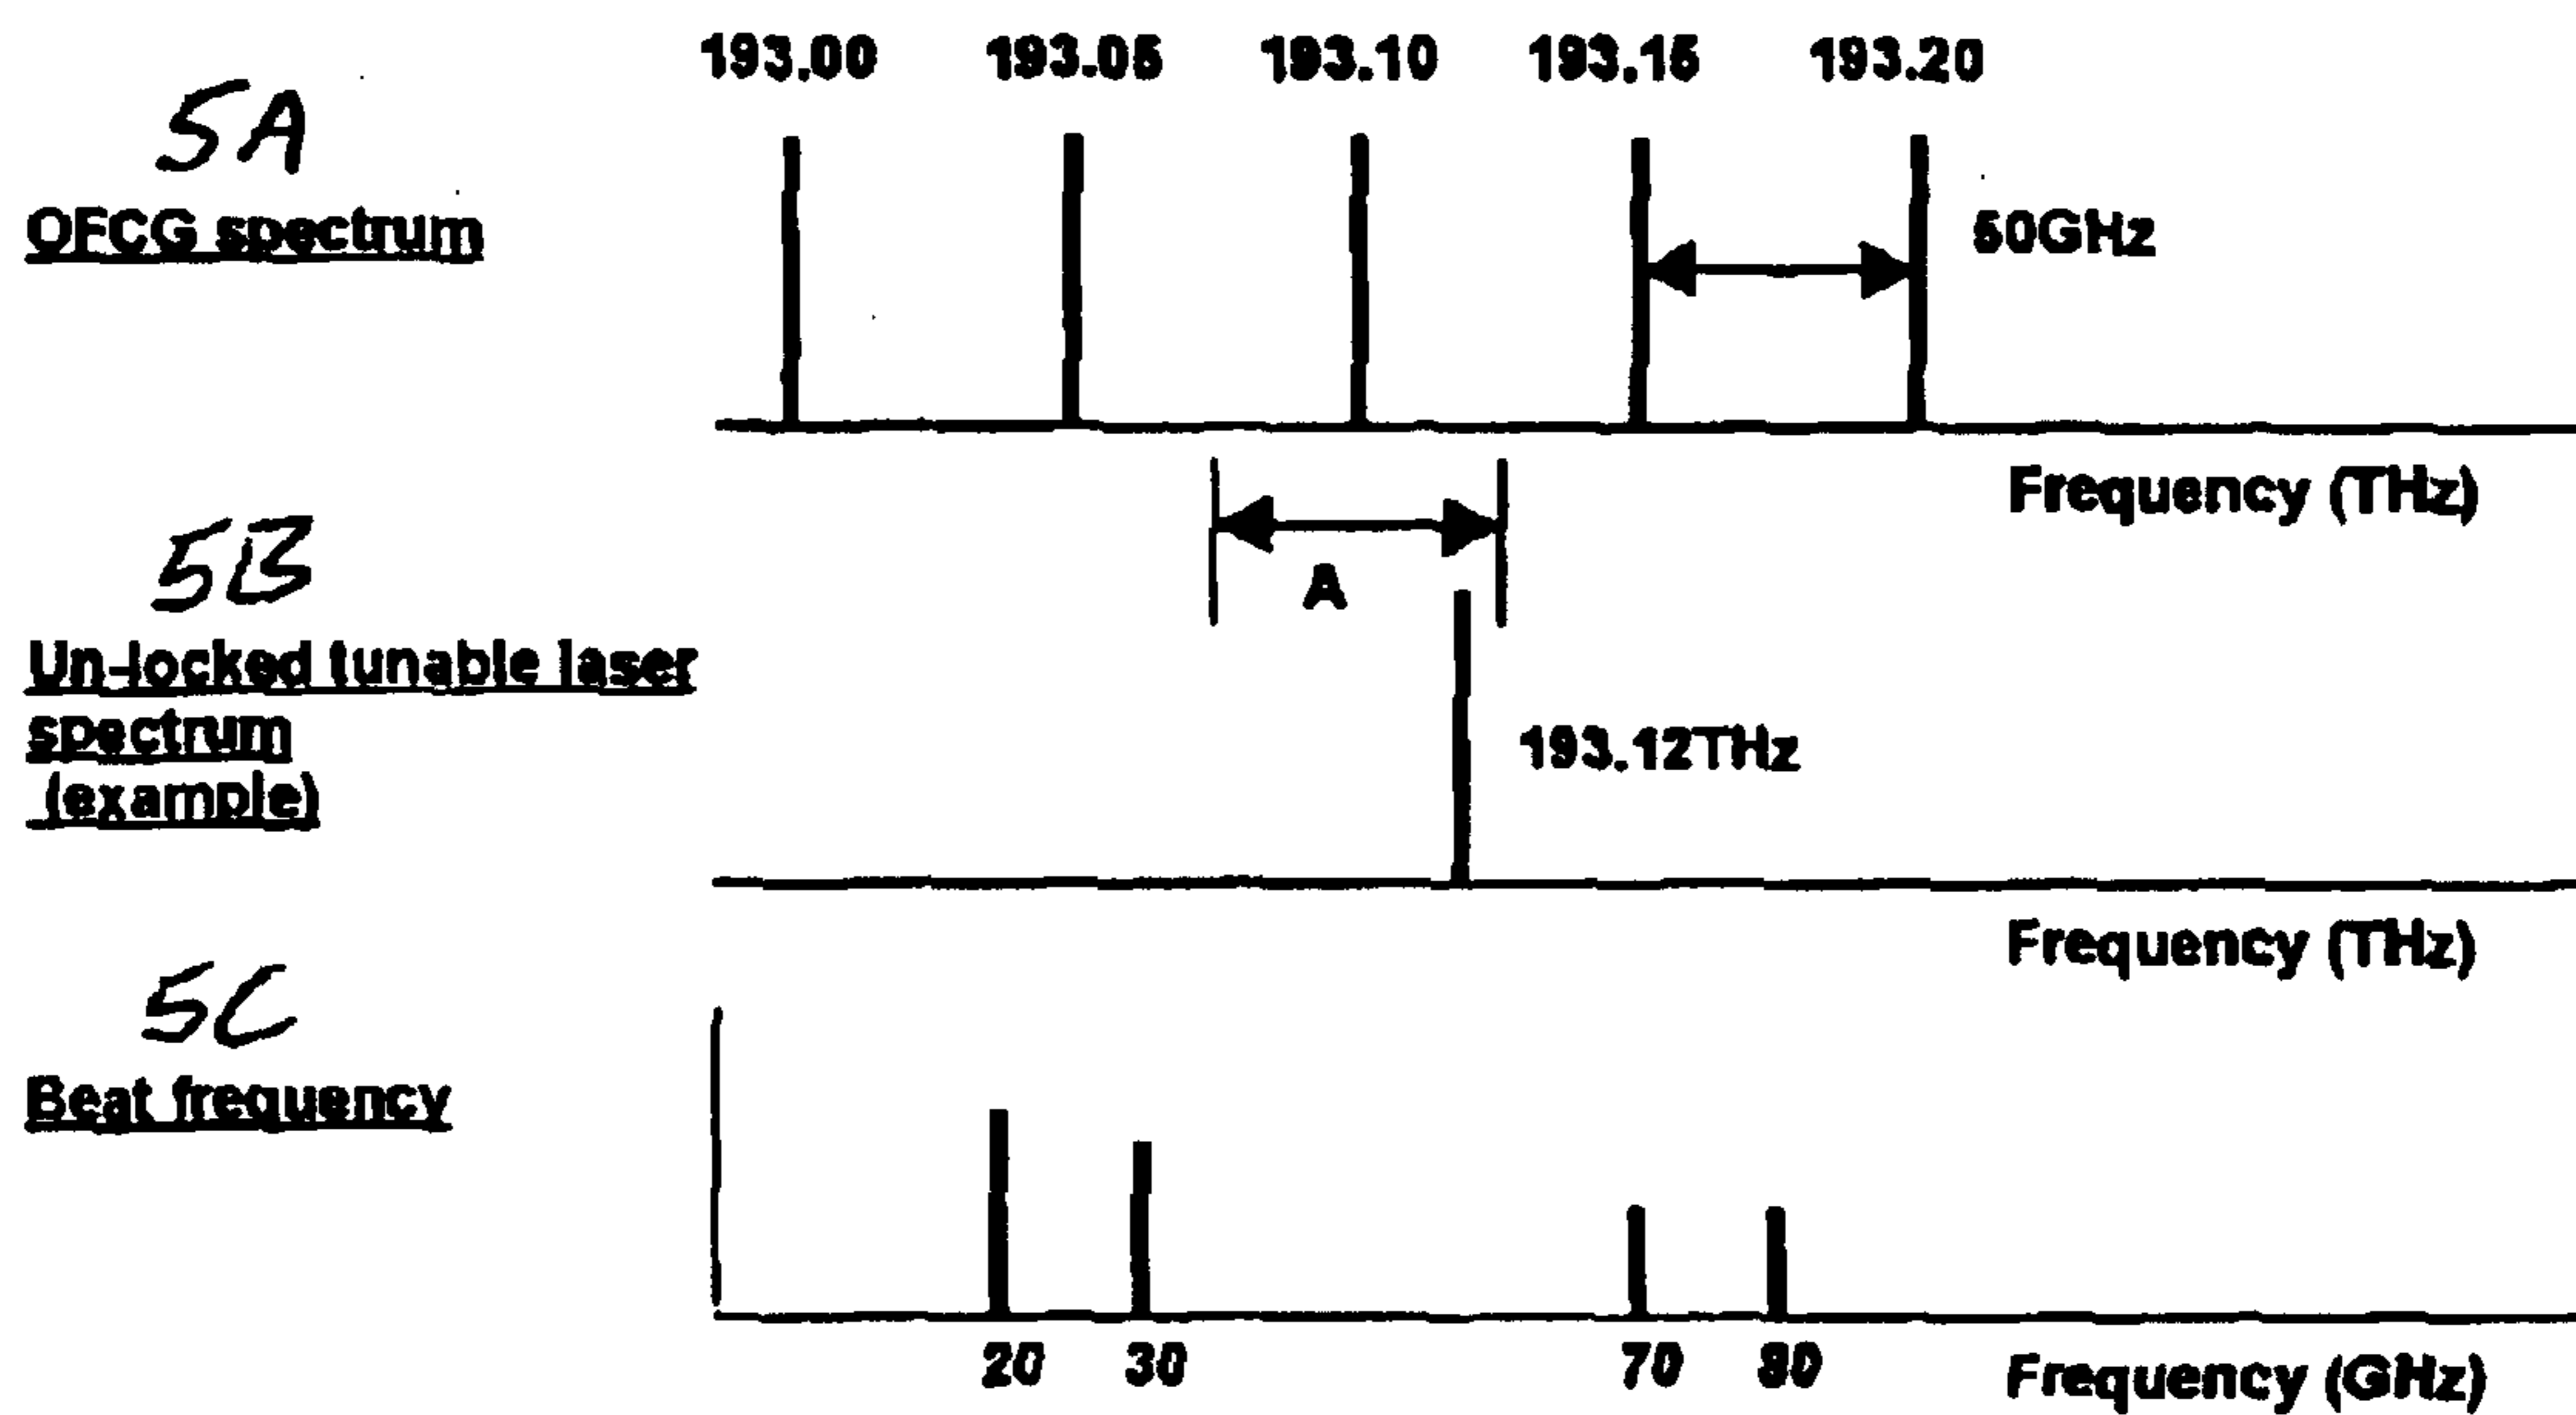 193.00 193.05 193.10 193.15 193.20
5A
OFCG spectrum
50GHz
Frequency (THz)
A
5B
Un-locked tunable laser
spectrum
(example)
193.12THz
Frequency (THz)
5C
Beat frequency
20 30 70 80
Frequency (GHz)